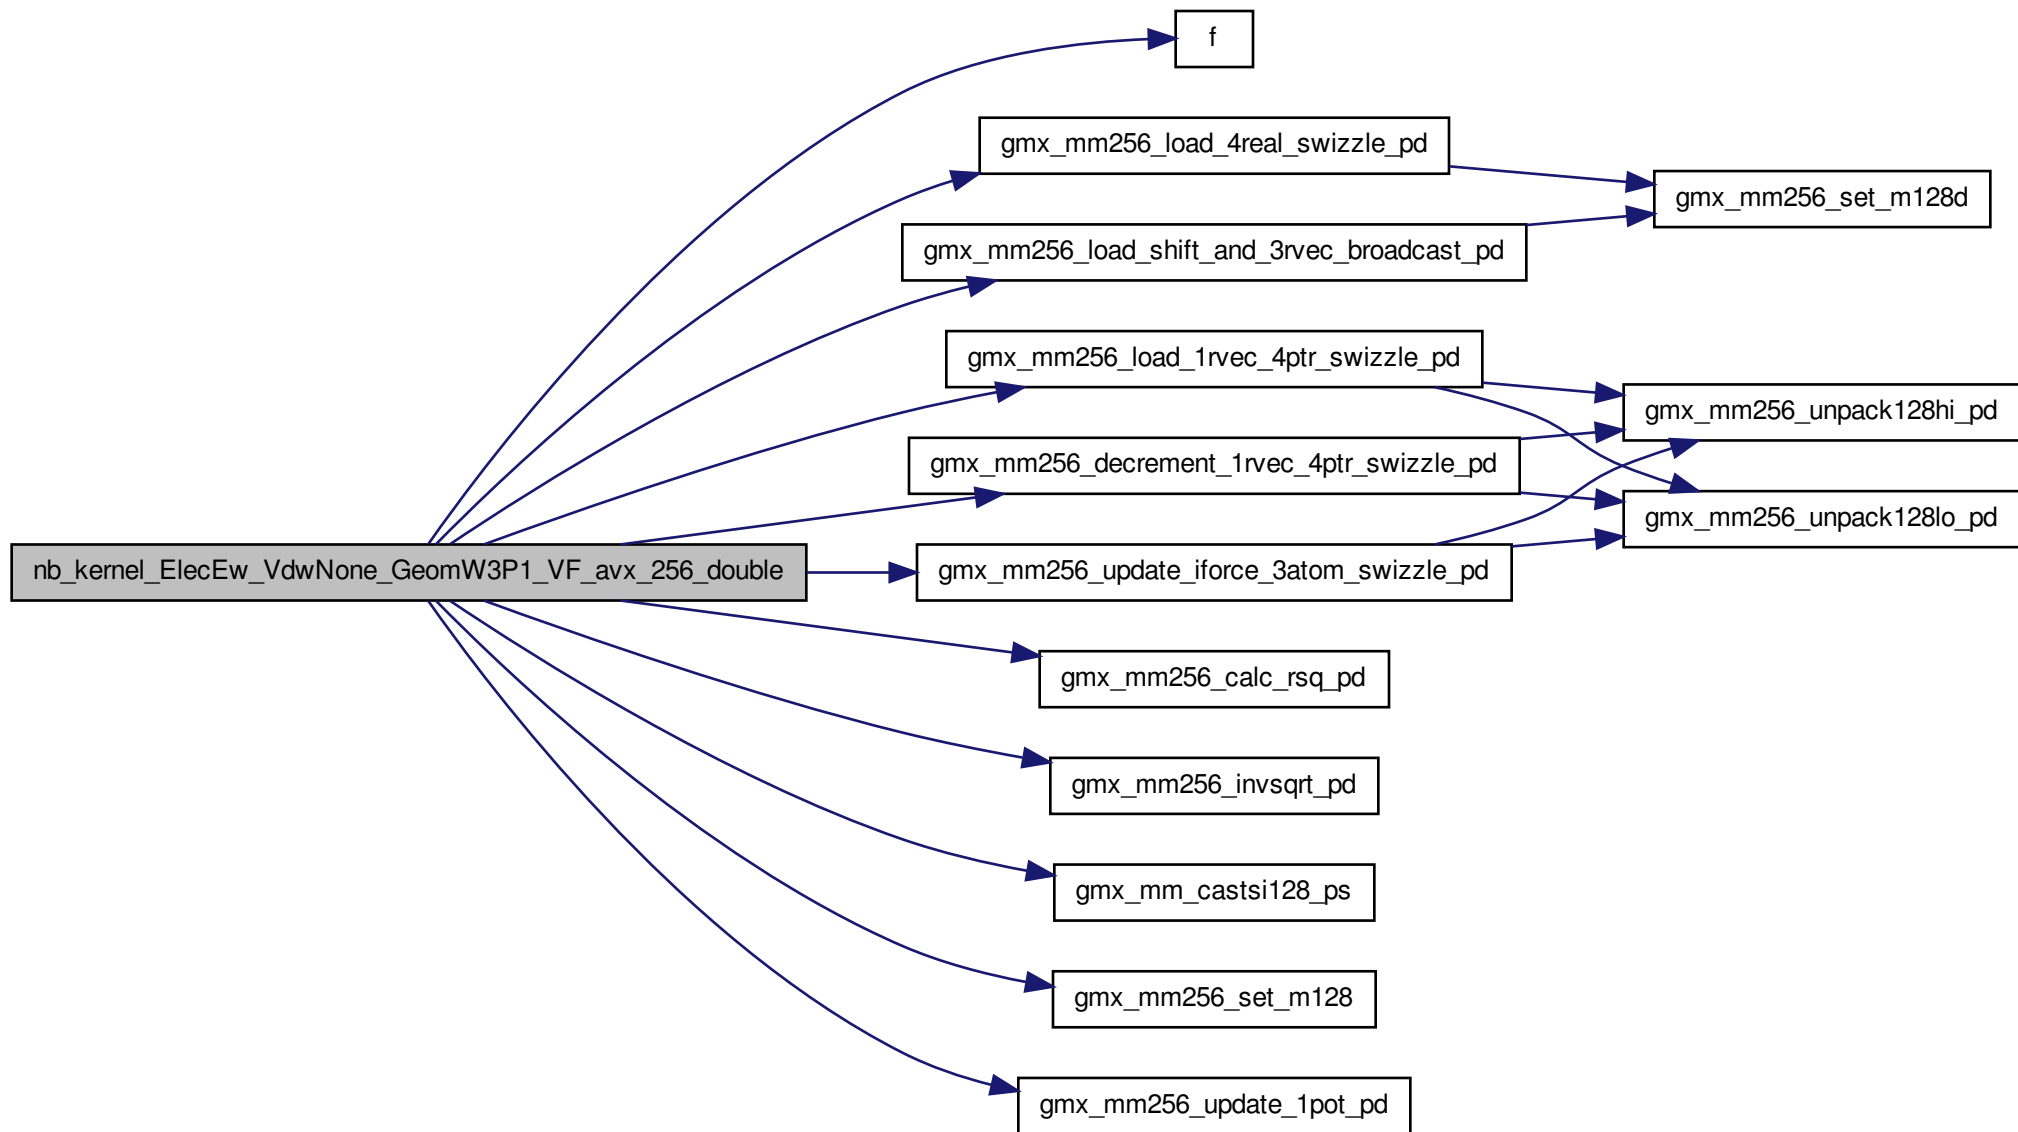 f
gmx_mm256_load_4real_swizzle_pd
gmx_mm256_set_m128d
gmx_mm256_load_shift_and_3rvec_broadcast_pd
gmx_mm256_load_1rvec_4ptr_swizzle_pd
gmx_mm256_unpack128hi_pd
gmx_mm256_decrement_1rvec_4ptr_swizzle_pd
gmx_mm256_unpack128lo_pd
nb_kernel_ElecEw_VdwNone_GeomW3P1_VF_avx_256_double
gmx_mm256_update_iforce_3atom_swizzle_pd
gmx_mm256_calc_rsq_pd
gmx_mm256_invsqrt_pd
gmx_mm_castsi128_ps
gmx_mm256_set_m128
gmx_mm256_update_1pot_pd